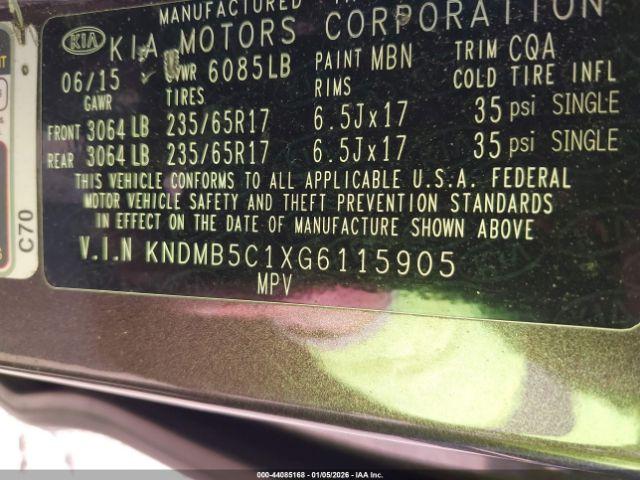 MANUFACTURED
KIA KIA MOTORS CORPORATION
06/15 GVWR 6085LB PAINT MBN TRIM CQA
GAWR TIRES RIMS COLD TIRE INFL
FRONT 3064 LB 235/65R17 6.5Jx17 35 psi SINGLE
REAR 3064 LB 235/65R17 6.5Jx17 35 psi SINGLE
THIS VEHICLE CONFORMS TO ALL APPLICABLE U.S.A. FEDERAL
MOTOR VEHICLE SAFETY AND THEFT PREVENTION STANDARDS
IN EFFECT ON THE DATE OF MANUFACTURE SHOWN ABOVE
V.I.N KNDMB5C1XG6115905
MPV
C70
000-44085168 - 01/05/2026 - IAA Inc.